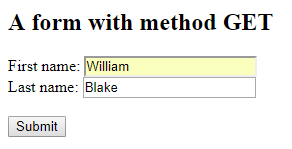 A form with method GET
First name: William
Last name: Blake
Submit